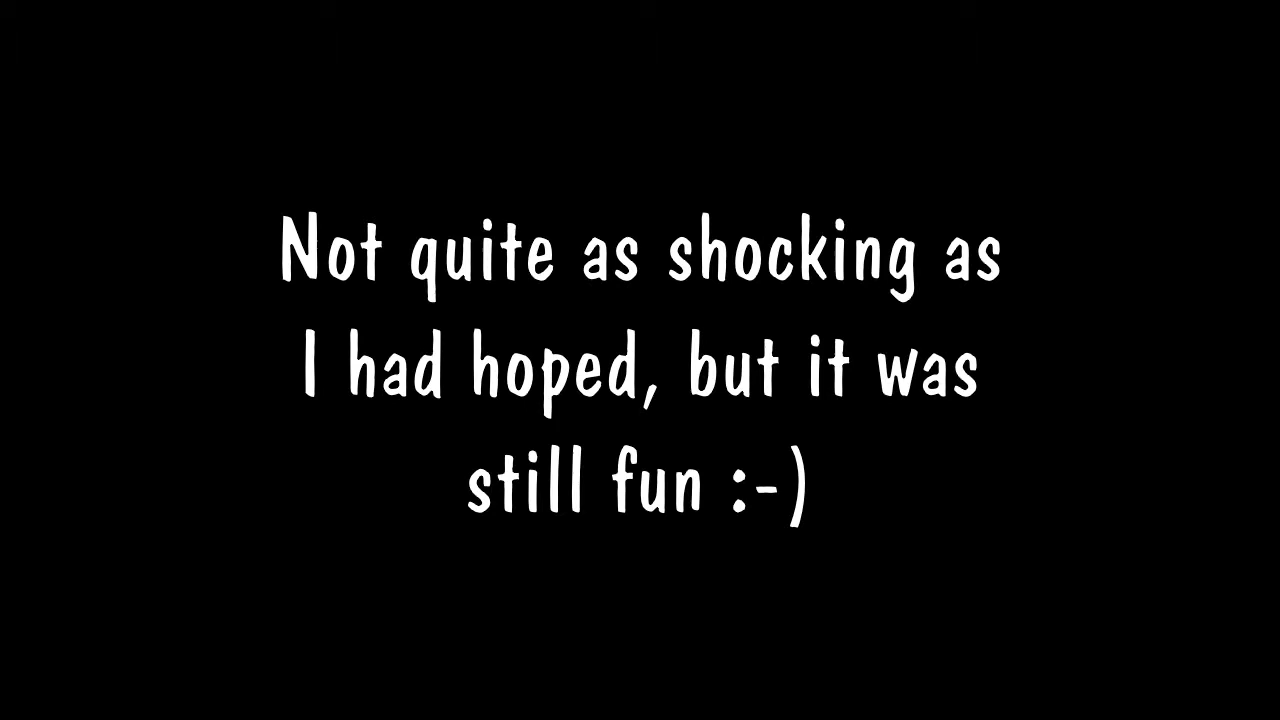 Not quite as shocking as
I had hoped, but it was
still fun :-)